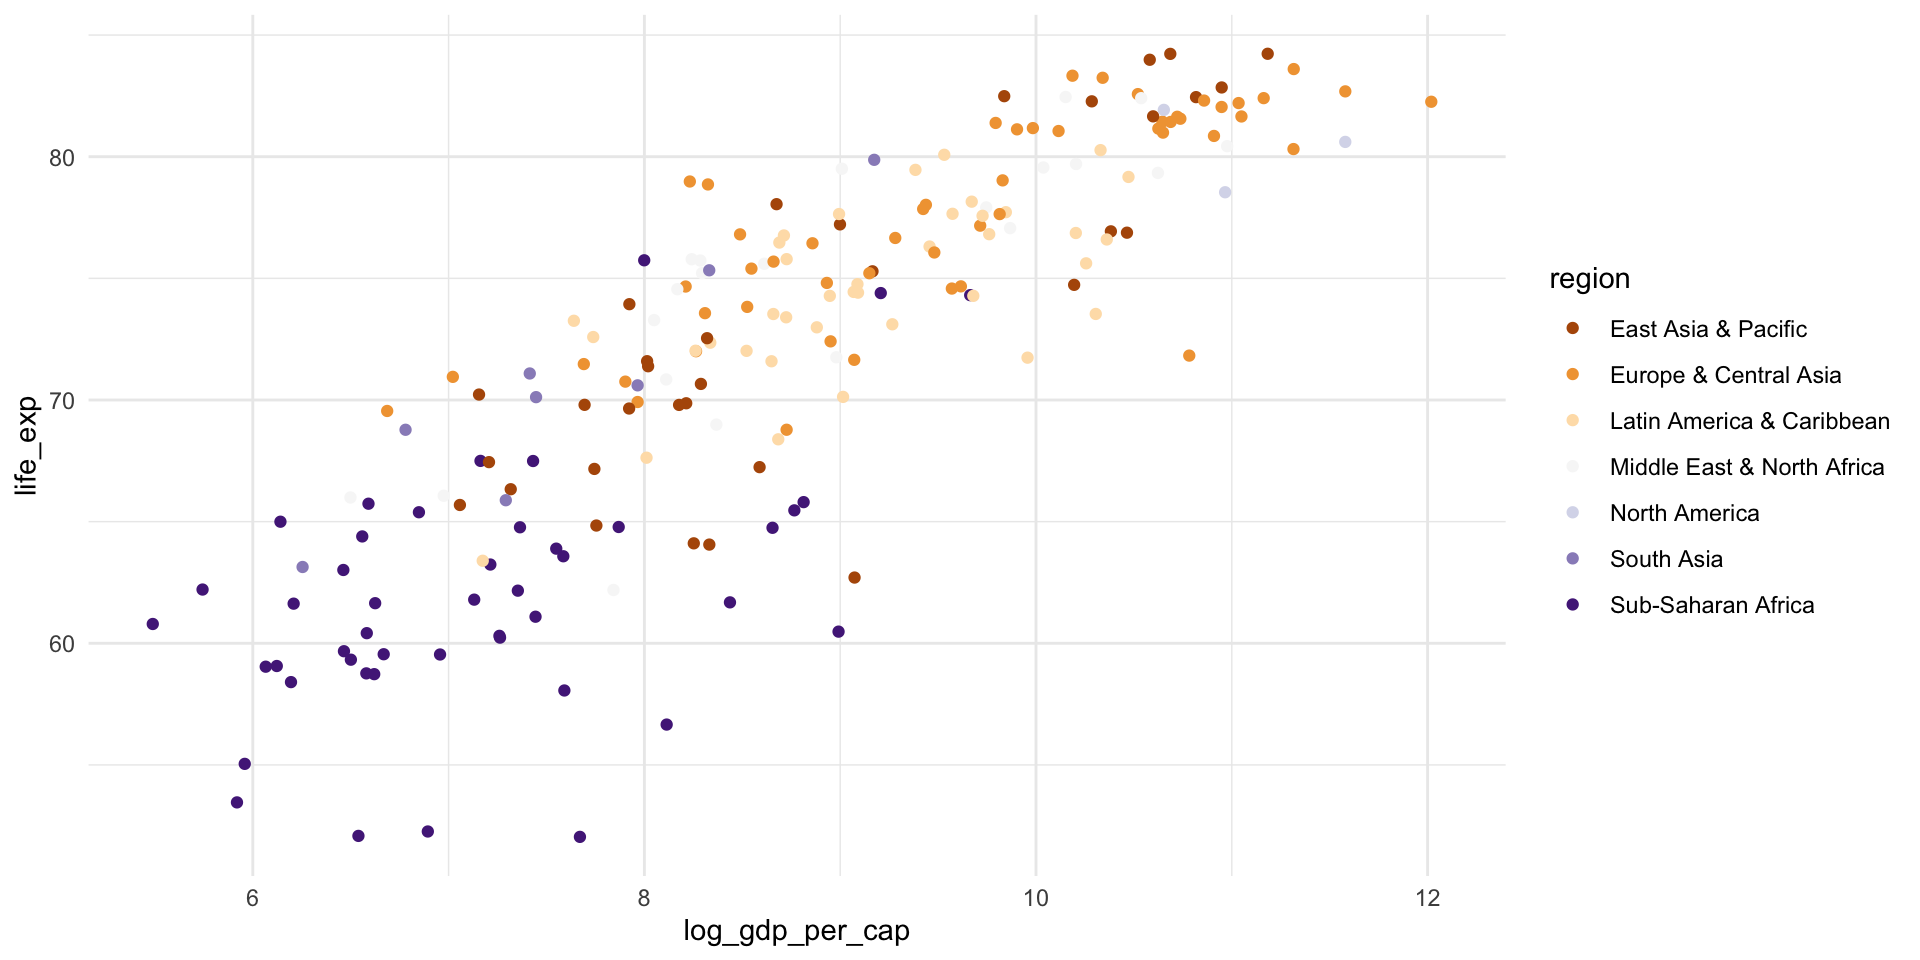 80
70
60
life_exp
6 8 10 12
log_gdp_per_cap
region
East Asia & Pacific
Europe & Central Asia
Latin America & Caribbean
Middle East & North Africa
North America
South Asia
Sub-Saharan Africa